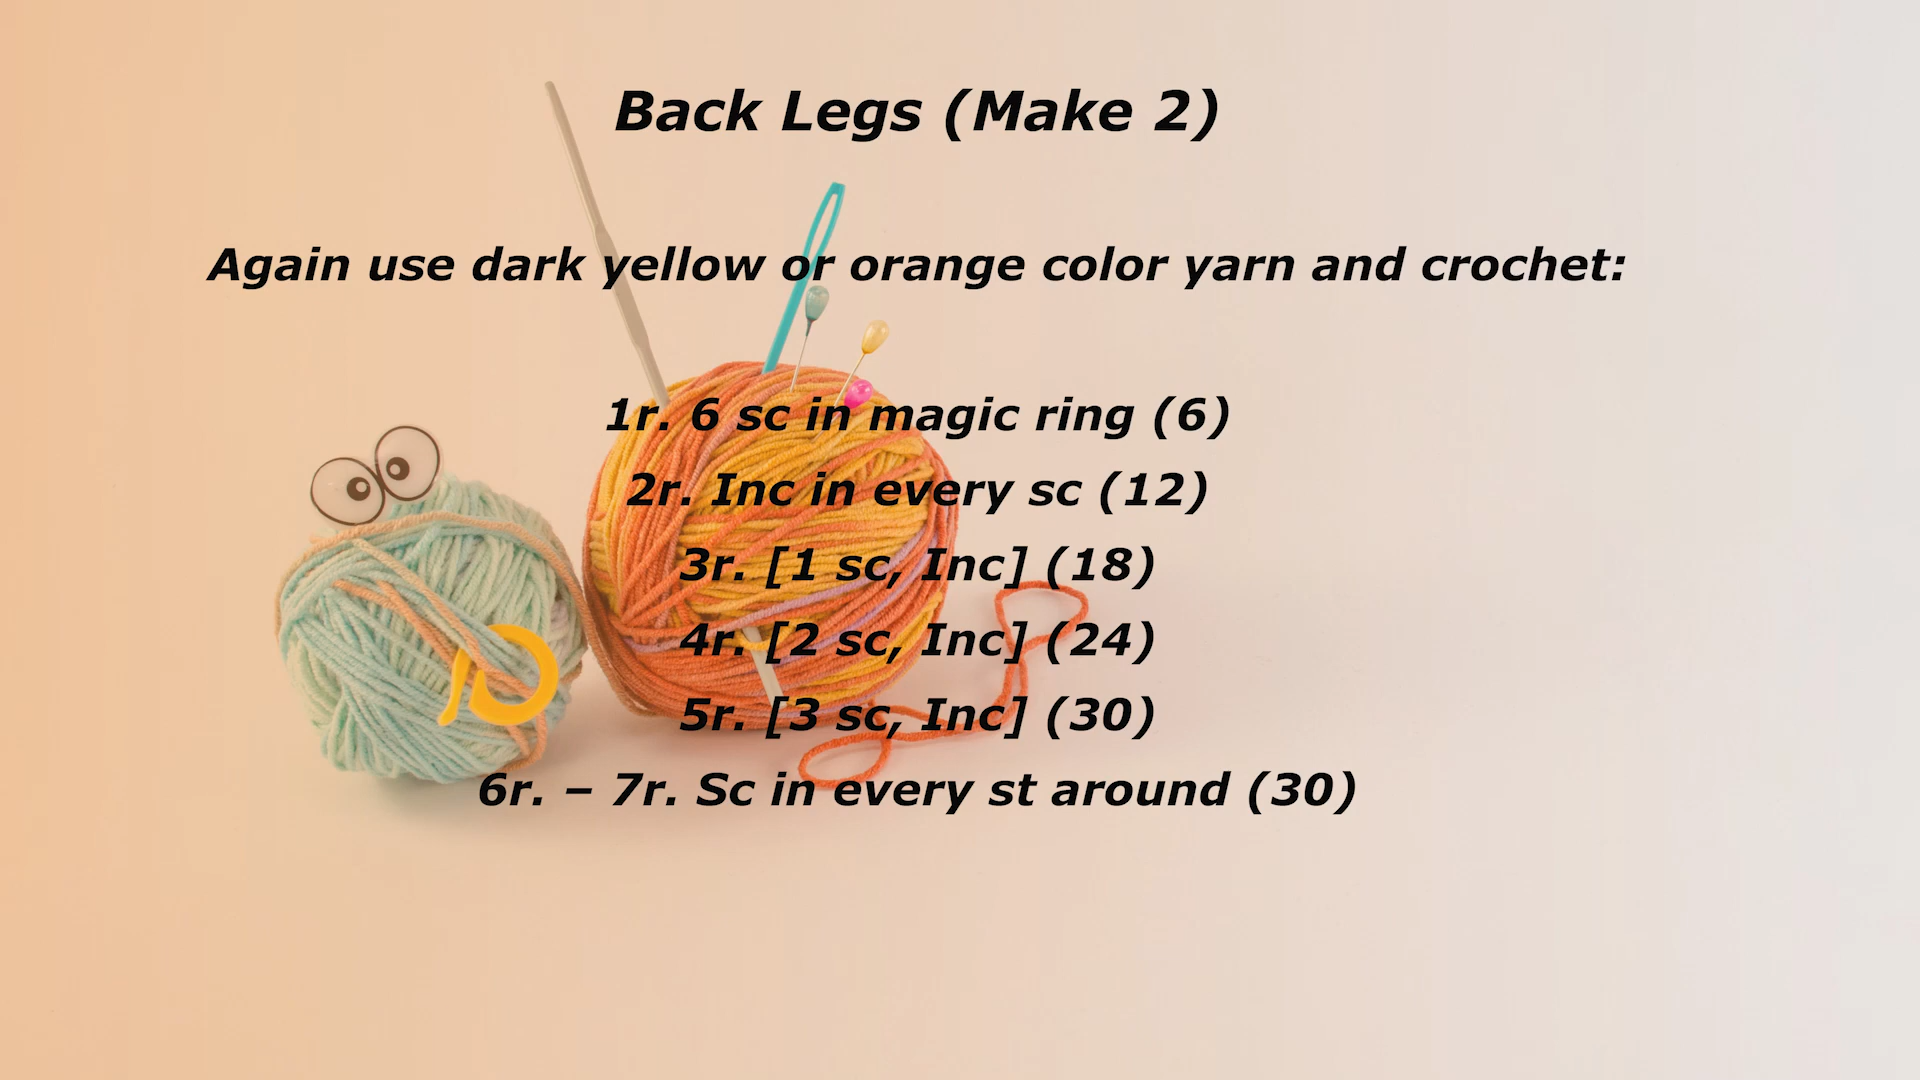 Back Legs (Make 2)
Again use dark yellow or orange color yarn and crochet:
1r. 6 sc in magic ring (6)
2r. Inc in every sc (12)
3r. [1 sc, Inc] (18)
4r. [2 sc, Inc] (24)
5r. [3 sc, Inc] (30)
6r. – 7r. Sc in every st around (30)